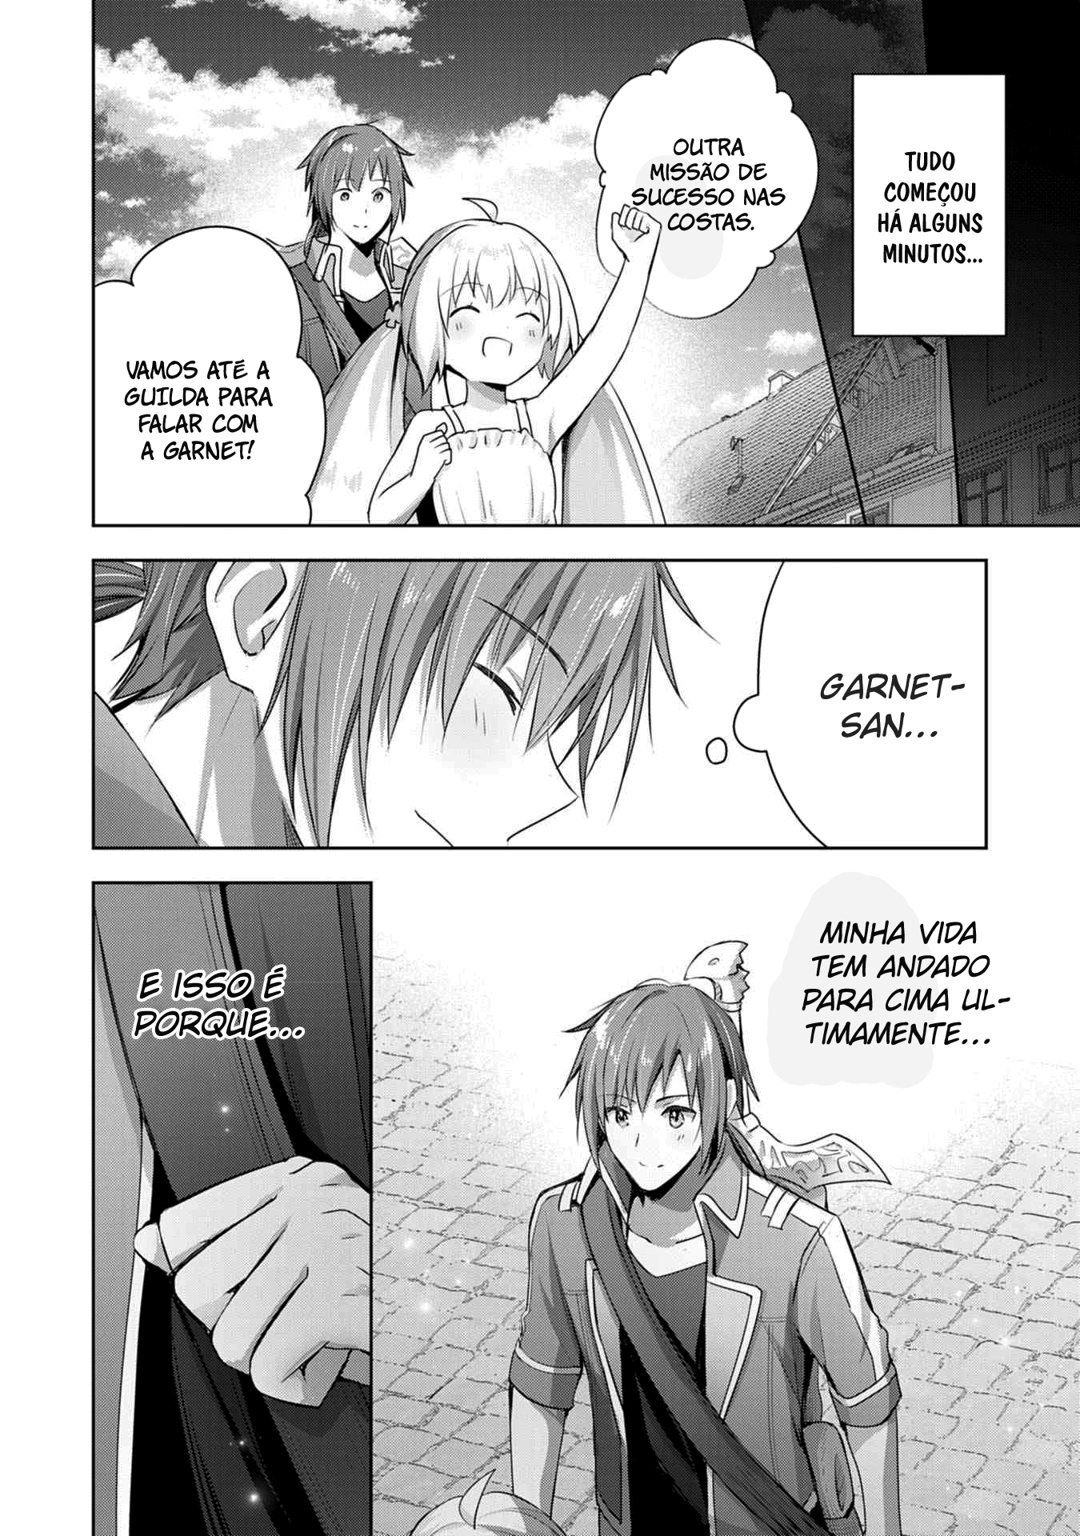 TUDO
COMEÇOU
HÁ ALGUNS
MINUTOS...
OUTRA
MISSÃO DE
SUCESSO NAS
COSTAS.
VAMOS ATÉ A
GUILDA PARA
FALAR COM
A GARNET!
GARNET-
SAN...
MINHA VIDA
TEM ANDADO
PARA CIMA UL-
TIMAMENTE...
E ISSO É
PORQUE...